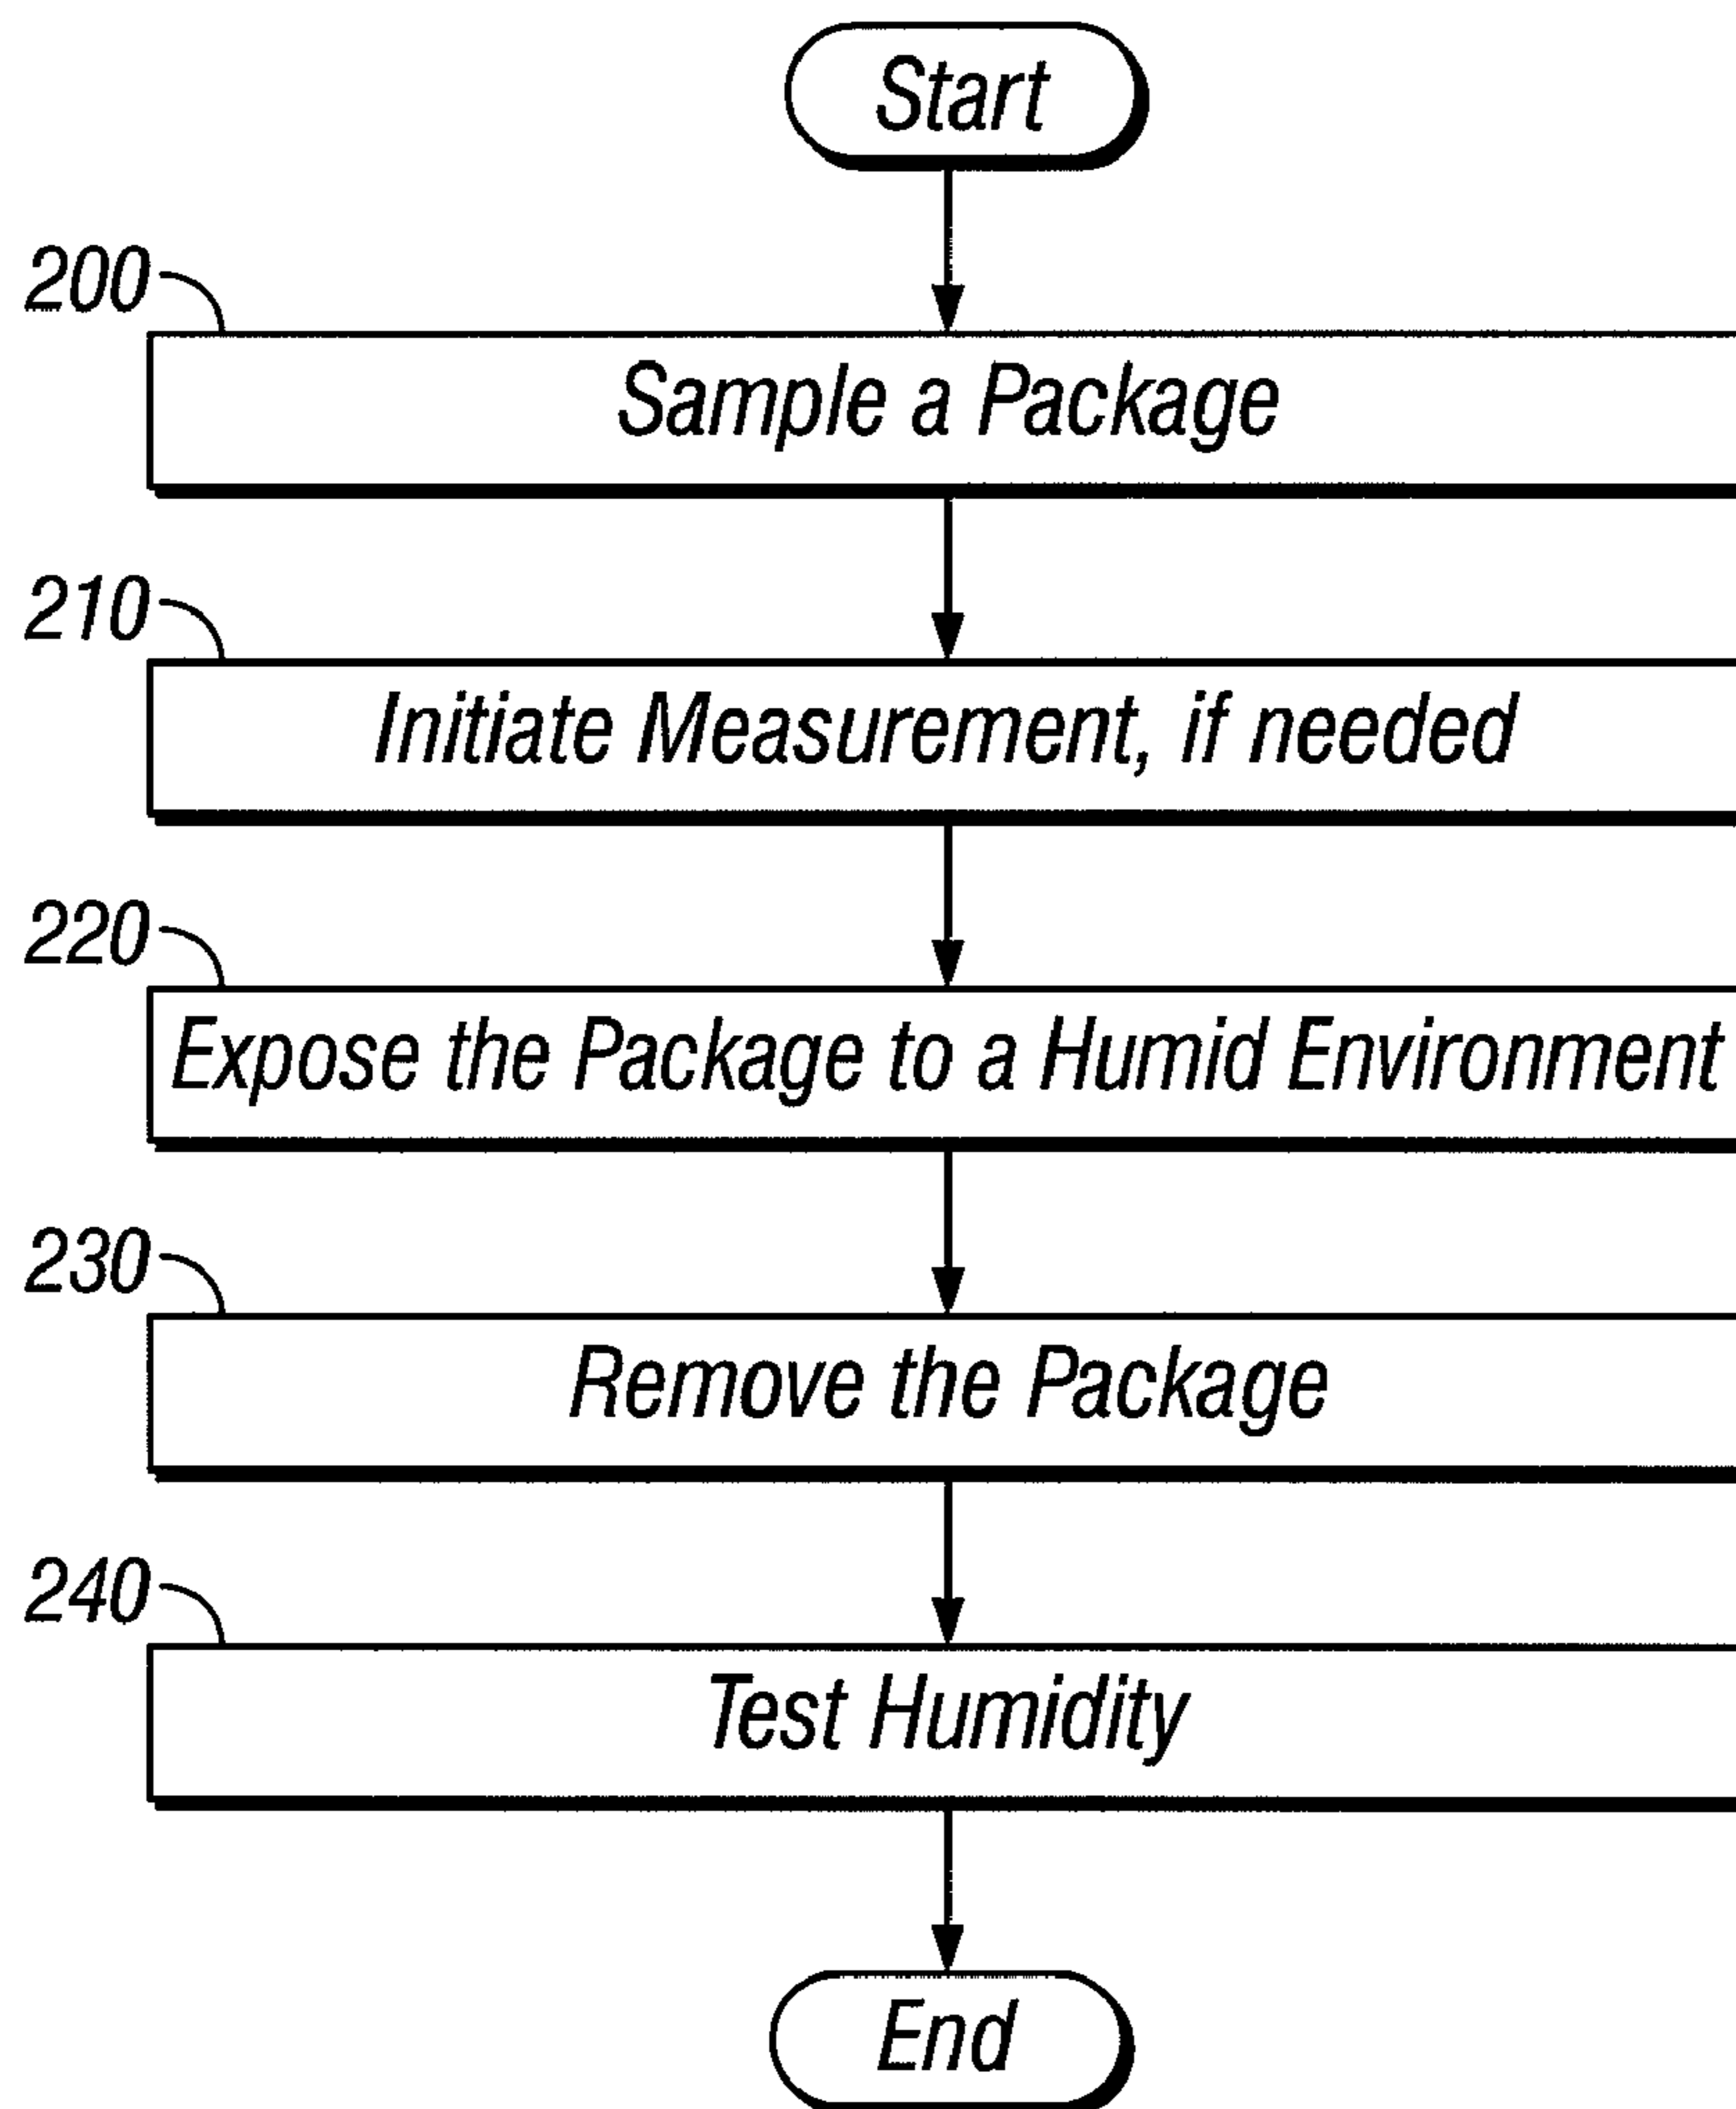 Start
200
Sample a Package
210
Initiate Measurement, if needed
220
Expose the Package to a Humid Environment
230
Remove the Package
240
Test Humidity
End